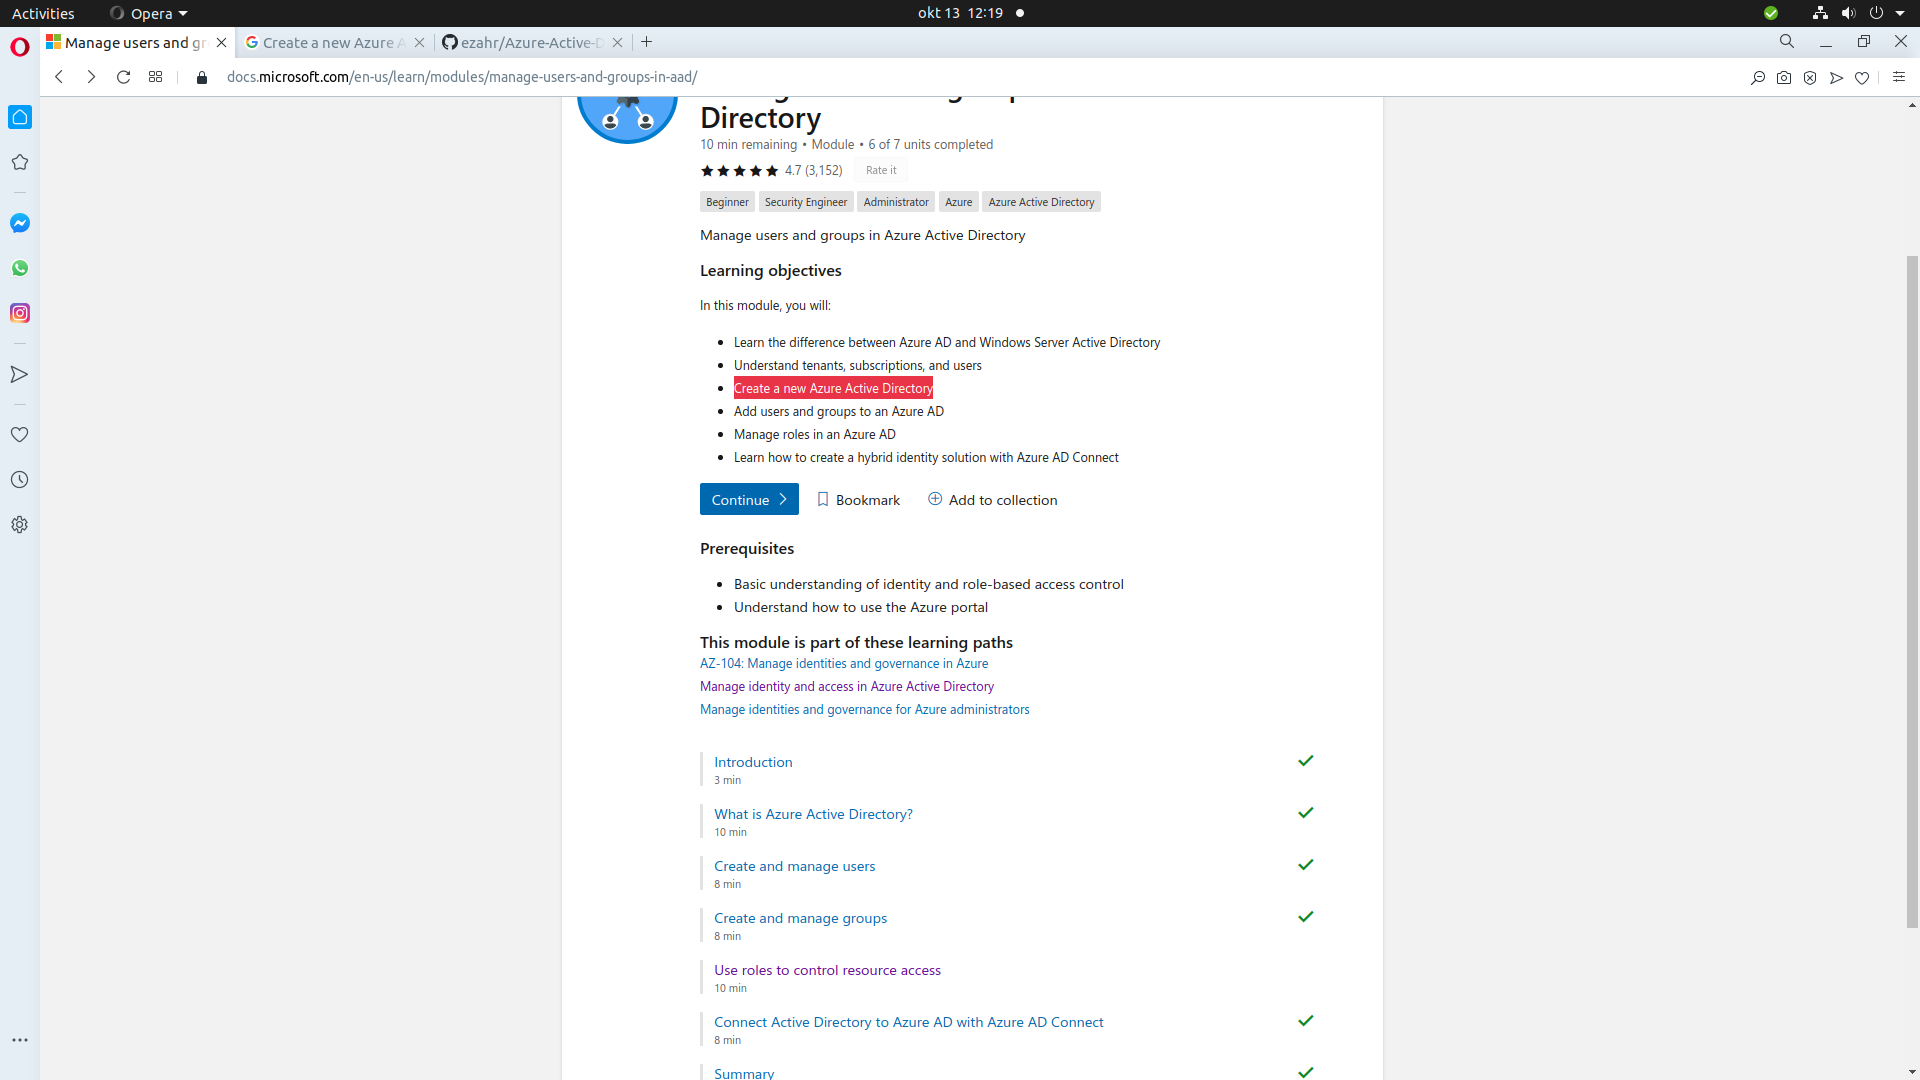 Activities
Opera
okt 13 12:19
Manage users and gr
Create a new Azure A
ezahr/Azure-Active-D
docs.microsoft.com/en-us/learn/modules/manage-users-and-groups-in-aad/
Directory
10 min remaining • Module • 6 of 7 units completed
4.7 (3,152)
Rate it
Beginner
Security Engineer
Administrator
Azure
Azure Active Directory
Manage users and groups in Azure Active Directory
Learning objectives
In this module, you will:
• Learn the difference between Azure AD and Windows Server Active Directory
• Understand tenants, subscriptions, and users
• Create a new Azure Active Directory
• Add users and groups to an Azure AD
• Manage roles in an Azure AD
• Learn how to create a hybrid identity solution with Azure AD Connect
Continue
Bookmark
Add to collection
Prerequisites
• Basic understanding of identity and role-based access control
• Understand how to use the Azure portal
This module is part of these learning paths
AZ-104: Manage identities and governance in Azure
Manage identity and access in Azure Active Directory
Manage identities and governance for Azure administrators
Introduction
3 min
What is Azure Active Directory?
10 min
Create and manage users
8 min
Create and manage groups
8 min
Use roles to control resource access
10 min
Connect Active Directory to Azure AD with Azure AD Connect
8 min
Summary